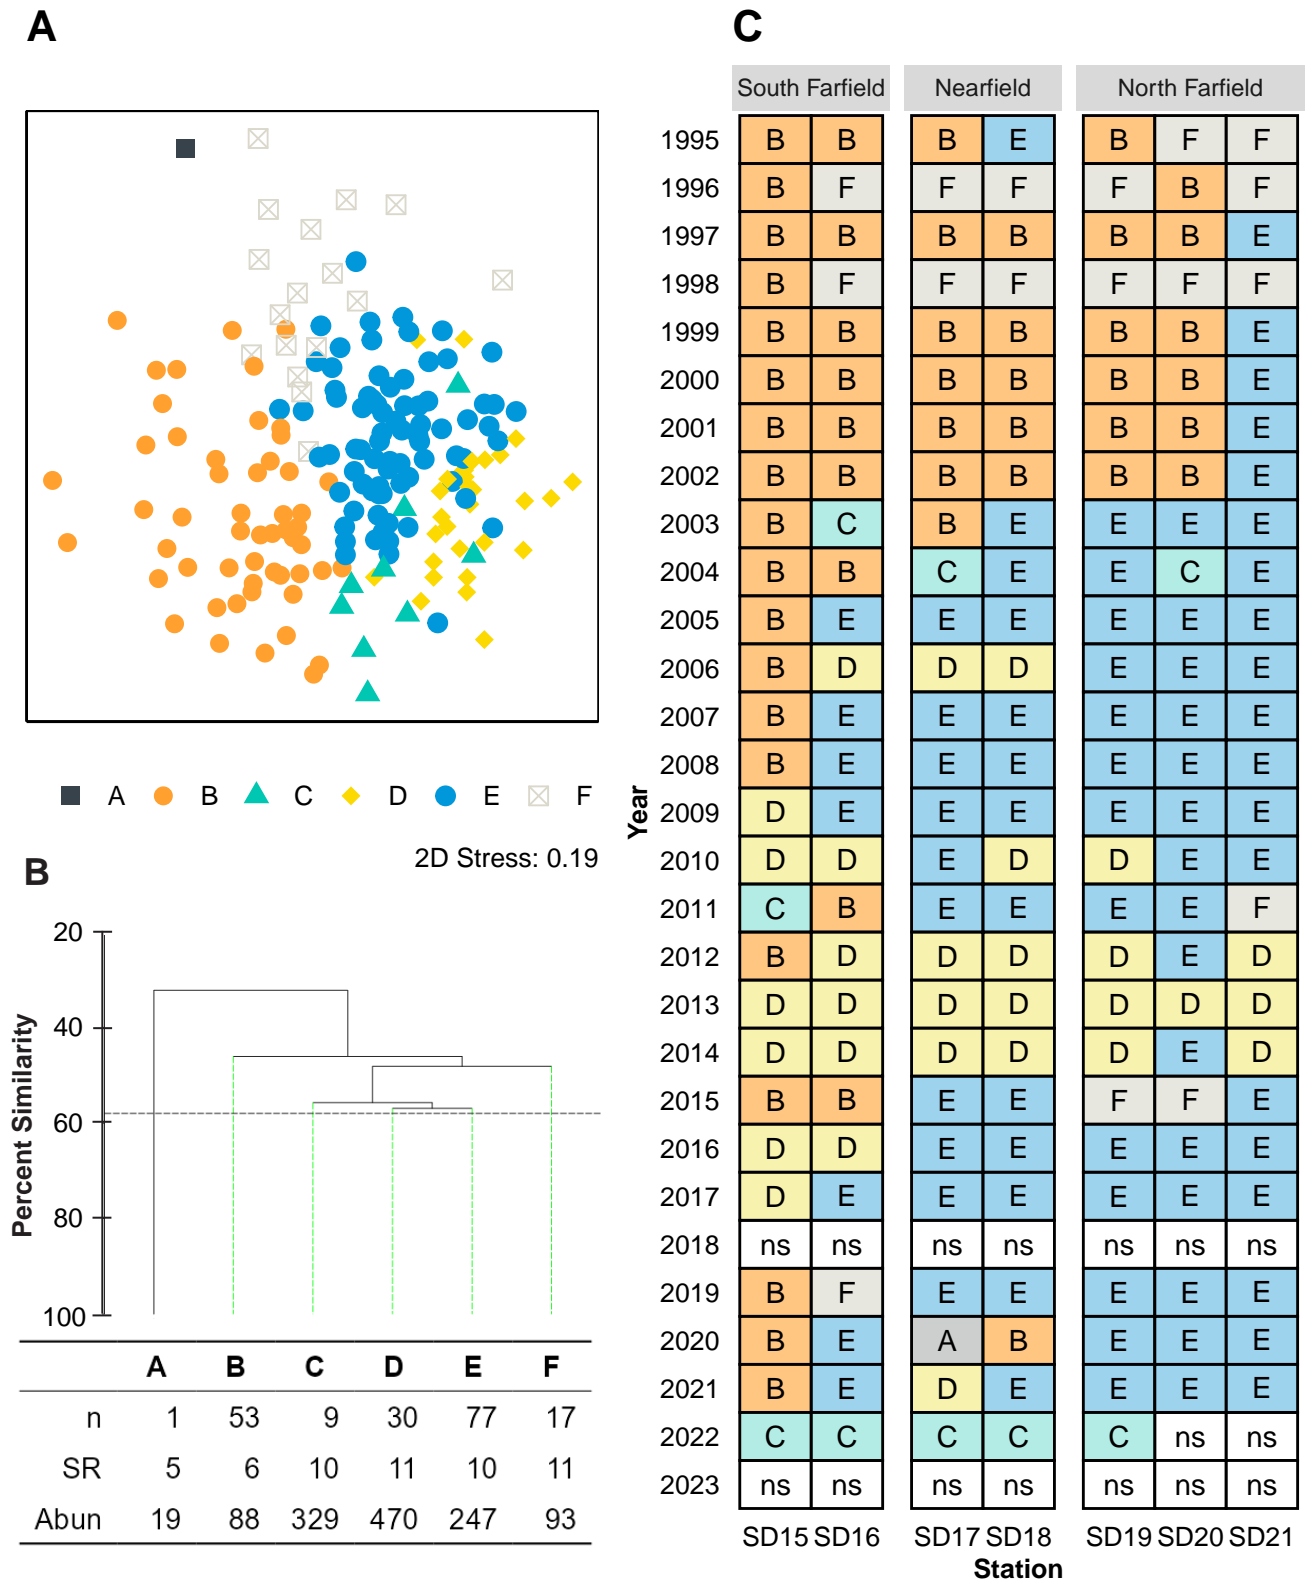 A
A B C D E F
2D Stress: 0.19
B
Percent Similarity
20
40
60
80
100
A B C D E F
n 1 53 9 30 77 17
SR 5 6 10 11 10 11
Abun 19 88 329 470 247 93
C
South Farfield Nearfield North Farfield
Year
1995 B B B E B F F
1996 B F F F F B F
1997 B B B B B B E
1998 B F F F F F F
1999 B B B B B B E
2000 B B B B B B E
2001 B B B B B B E
2002 B B B B B B E
2003 B C B E E E E
2004 B B C E E C E
2005 B E E E E E E
2006 B D D D E E E
2007 B E E E E E E
2008 B E E E E E E
2009 D E E E E E E
2010 D D E D D E E
2011 C B E E E E F
2012 B D D D D E D
2013 D D D D D D D
2014 D D D D D E D
2015 B B E E F F E
2016 D D E E E E E
2017 D E E E E E E
2018 ns ns ns ns ns ns ns
2019 B F E E E E E
2020 B E A B E E E
2021 B E D E E E E
2022 C C C C C ns ns
2023 ns ns ns ns ns ns ns
SD15 SD16 SD17 SD18 SD19 SD20 SD21
Station